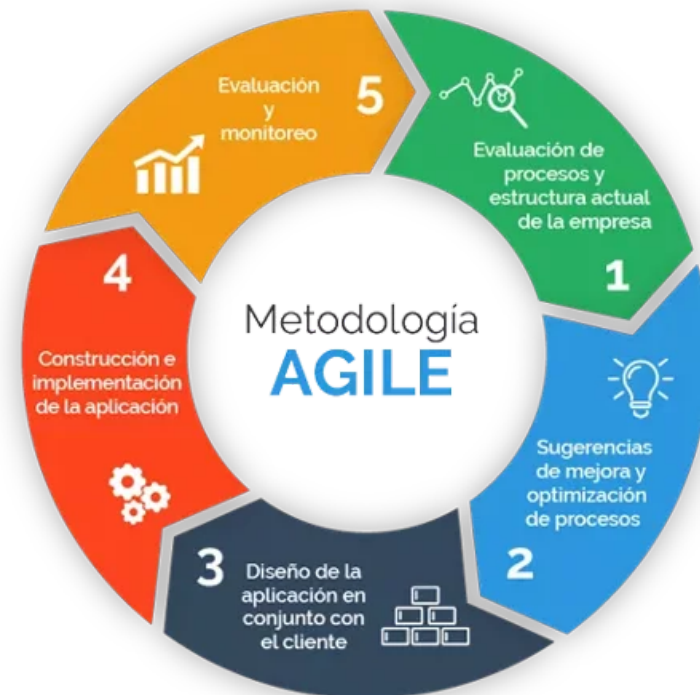 Metodología
AGILE
Evaluación de
procesos y
estructura actual
de la empresa
1
Sugerencias
de mejora y
optimización
de procesos
2
3
Diseño de la
aplicación en
conjunto con
el cliente
4
Construcción e
implementación
de la aplicación
Evaluación
y
monitoreo
5